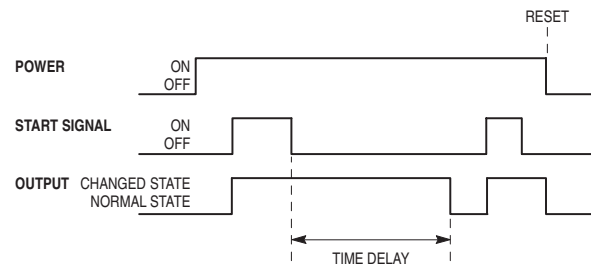 RESET
POWER ON
OFF
START SIGNAL ON
OFF
OUTPUT CHANGED STATE
NORMAL STATE
TIME DELAY